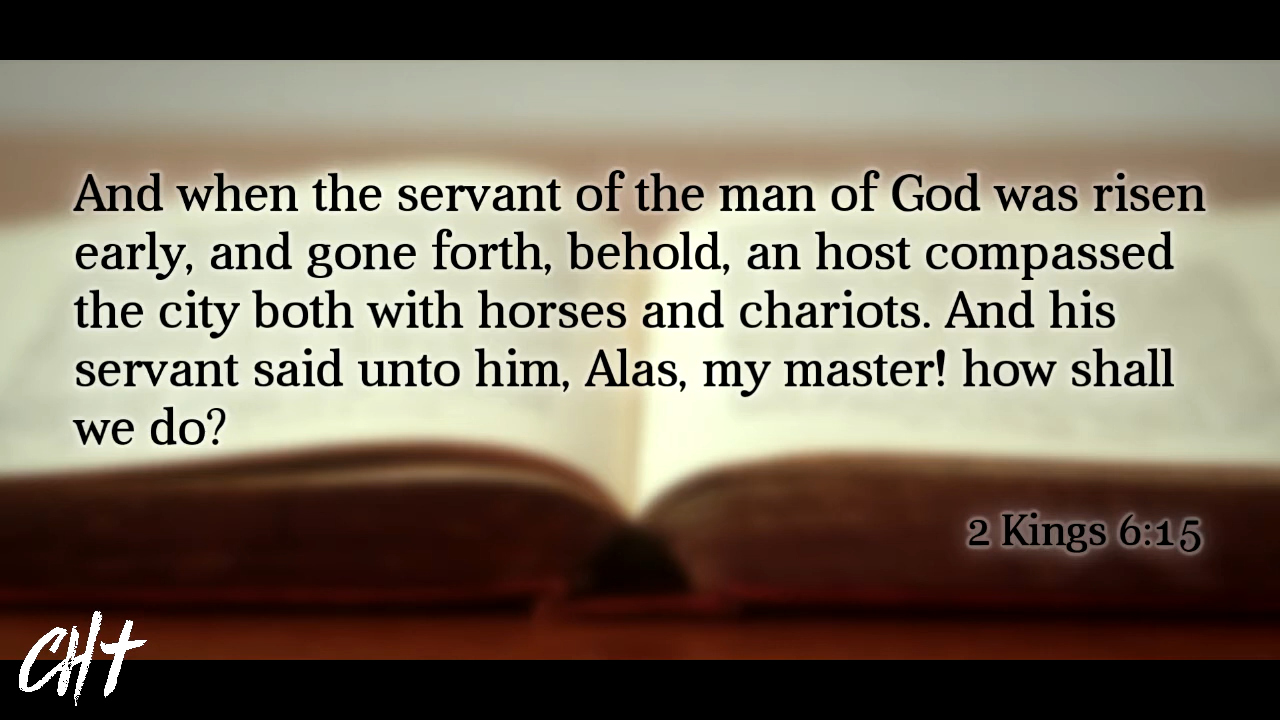 And when the servant of the man of God was risen
early, and gone forth, behold, an host compassed
the city both with horses and chariots. And his
servant said unto him, Alas, my master! how shall
we do?
2 Kings 6:15
CHT